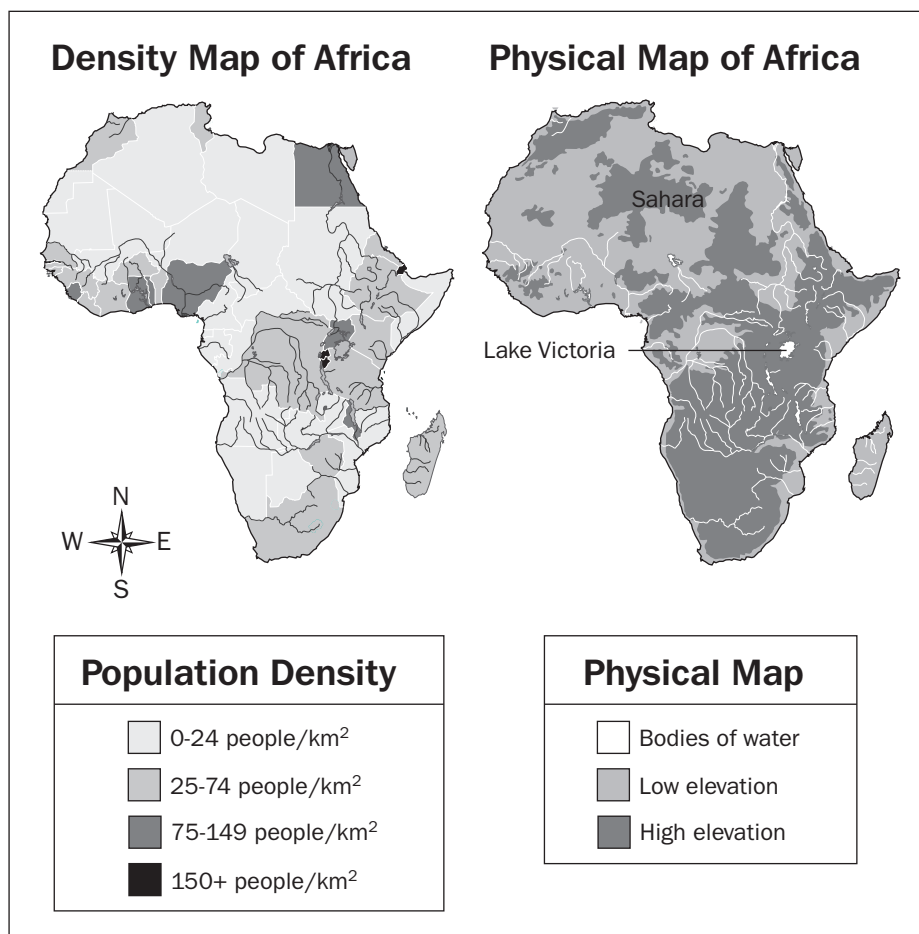 Density Map of Africa
Physical Map of Africa
Sahara
Lake Victoria
N
W E
S
Population Density
0-24 people/km²
25-74 people/km²
75-149 people/km²
150+ people/km²
Physical Map
Bodies of water
Low elevation
High elevation